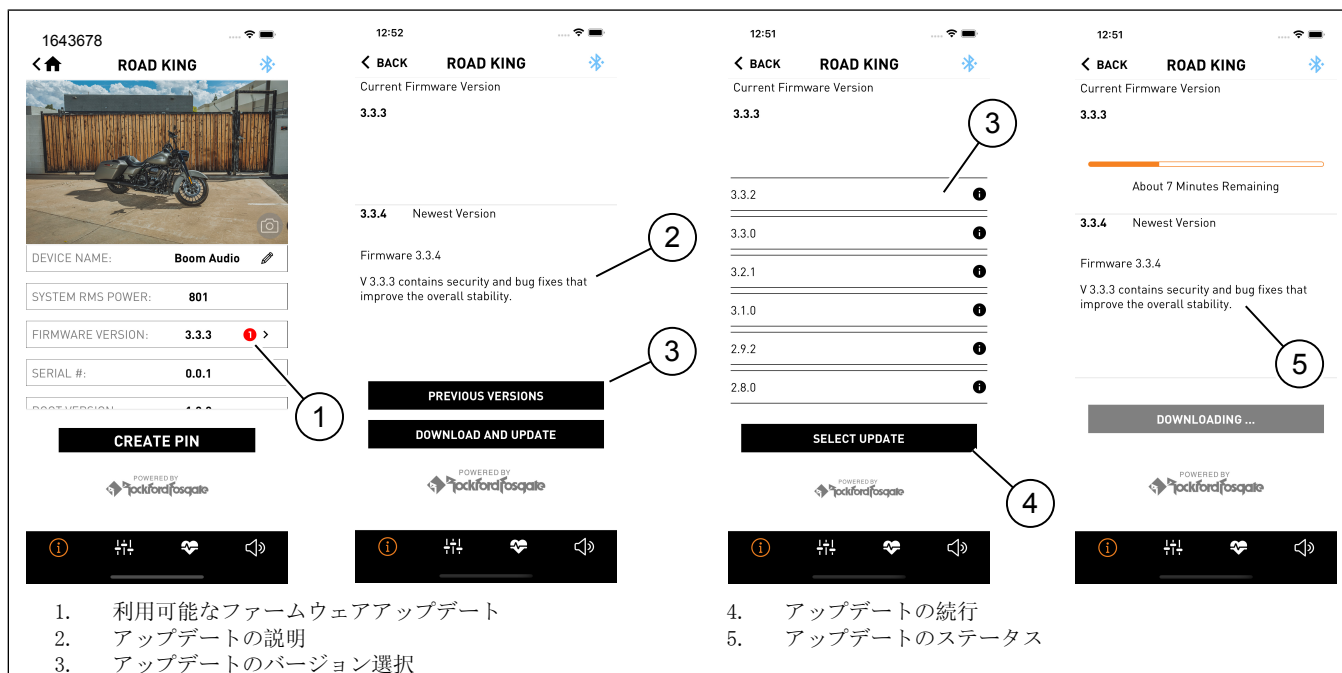 1643678
ROAD KING
DEVICE NAME: Boom Audio
SYSTEM RMS POWER: 801
FIRMWARE VERSION: 3.3.3 1 >
SERIAL #: 0.0.1
CREATE PIN
POWERED BY
Rockford Fosgate
1
12:52
< BACK ROAD KING
Current Firmware Version
3.3.3
3.3.4 Newest Version
Firmware 3.3.4
V 3.3.3 contains security and bug fixes that
improve the overall stability.
2
3
PREVIOUS VERSIONS
DOWNLOAD AND UPDATE
POWERED BY
Rockford Fosgate
12:51
< BACK ROAD KING
Current Firmware Version
3.3.3
3
3.3.2
3.3.0
3.2.1
3.1.0
2.9.2
2.8.0
SELECT UPDATE
4
POWERED BY
Rockford Fosgate
12:51
< BACK ROAD KING
Current Firmware Version
3.3.3
About 7 Minutes Remaining
3.3.4 Newest Version
Firmware 3.3.4
V 3.3.3 contains security and bug fixes that
improve the overall stability.
5
DOWNLOADING ...
POWERED BY
Rockford Fosgate
1. 利用可能なファームウェアアップデート
2. アップデートの説明
3. アップデートのバージョン選択
4. アップデートの続行
5. アップデートのステータス